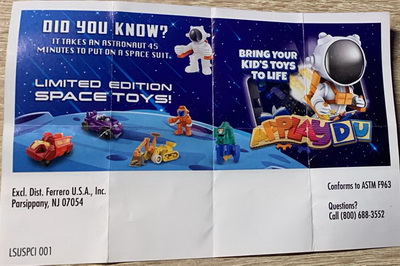 DID YOU KNOW?
IT TAKES AN ASTRONAUT 45
MINUTES TO PUT ON A SPACE SUIT.
LIMITED EDITION
SPACE TOYS!
BRING YOUR
KID'S TOYS
TO LIFE
APPLAYDU
Excl. Dist. Ferrero U.S.A., Inc.
Parsippany, NJ 07054
LSUSPCI 001
Conforms to ASTM F963
Questions?
Call (800) 688-3552